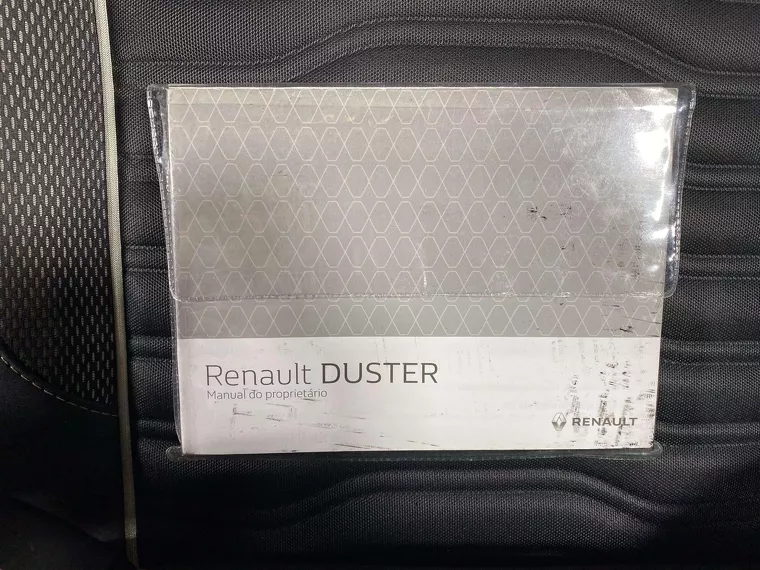 Renault DUSTER
Manual do proprietário
RENAULT